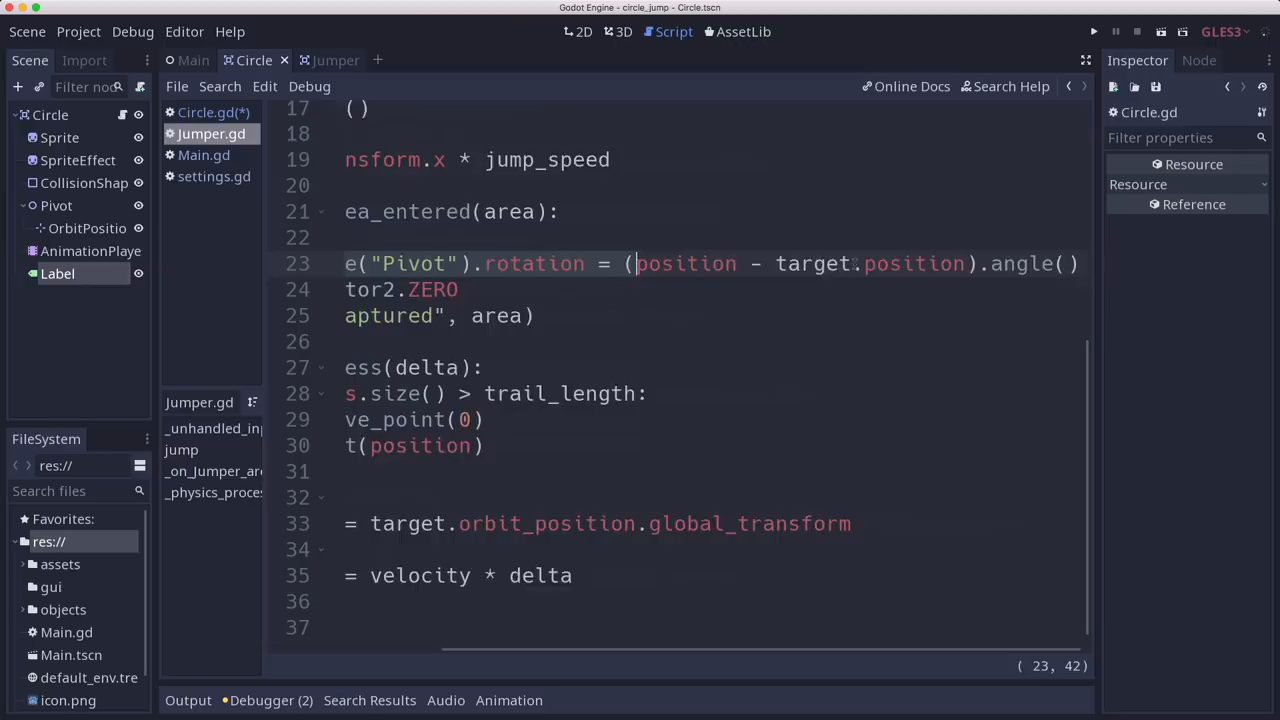 Godot Engine - circle_jump - Circle.tscn
Scene Project Debug Editor Help 2D 3D Script AssetLib GLES3
Scene Import Main Circle Jumper Inspector Node
Filter nod File Search Edit Debug Online Docs Search Help
Circle Circle.gd(*) 17 () Circle.gd
Sprite Jumper.gd 18 Filter properties
SpriteEffect Main.gd 19 nsform.x * jump_speed Resource
CollisionShap settings.gd 20 Resource
Pivot 21 ea_entered(area): Reference
OrbitPositio 22
AnimationPlaye 23 e("Pivot").rotation = (position - target.position).angle()
Label 24 tor2.ZERO
25 aptured", area)
26
27 ess(delta):
28 s.size() > trail_length:
Jumper.gd 29 ve_point(0)
_unhandled_inp 30 t(position)
FileSystem jump 31
res:// _on_Jumper_are 32
Search files _physics_proces 33 = target.orbit_position.global_transform
Favorites: 34
res:// 35 = velocity * delta
assets 36
gui 37
objects
Main.gd
Main.tscn ( 23, 42)
default_env.tre
icon.png Output Debugger (2) Search Results Audio Animation